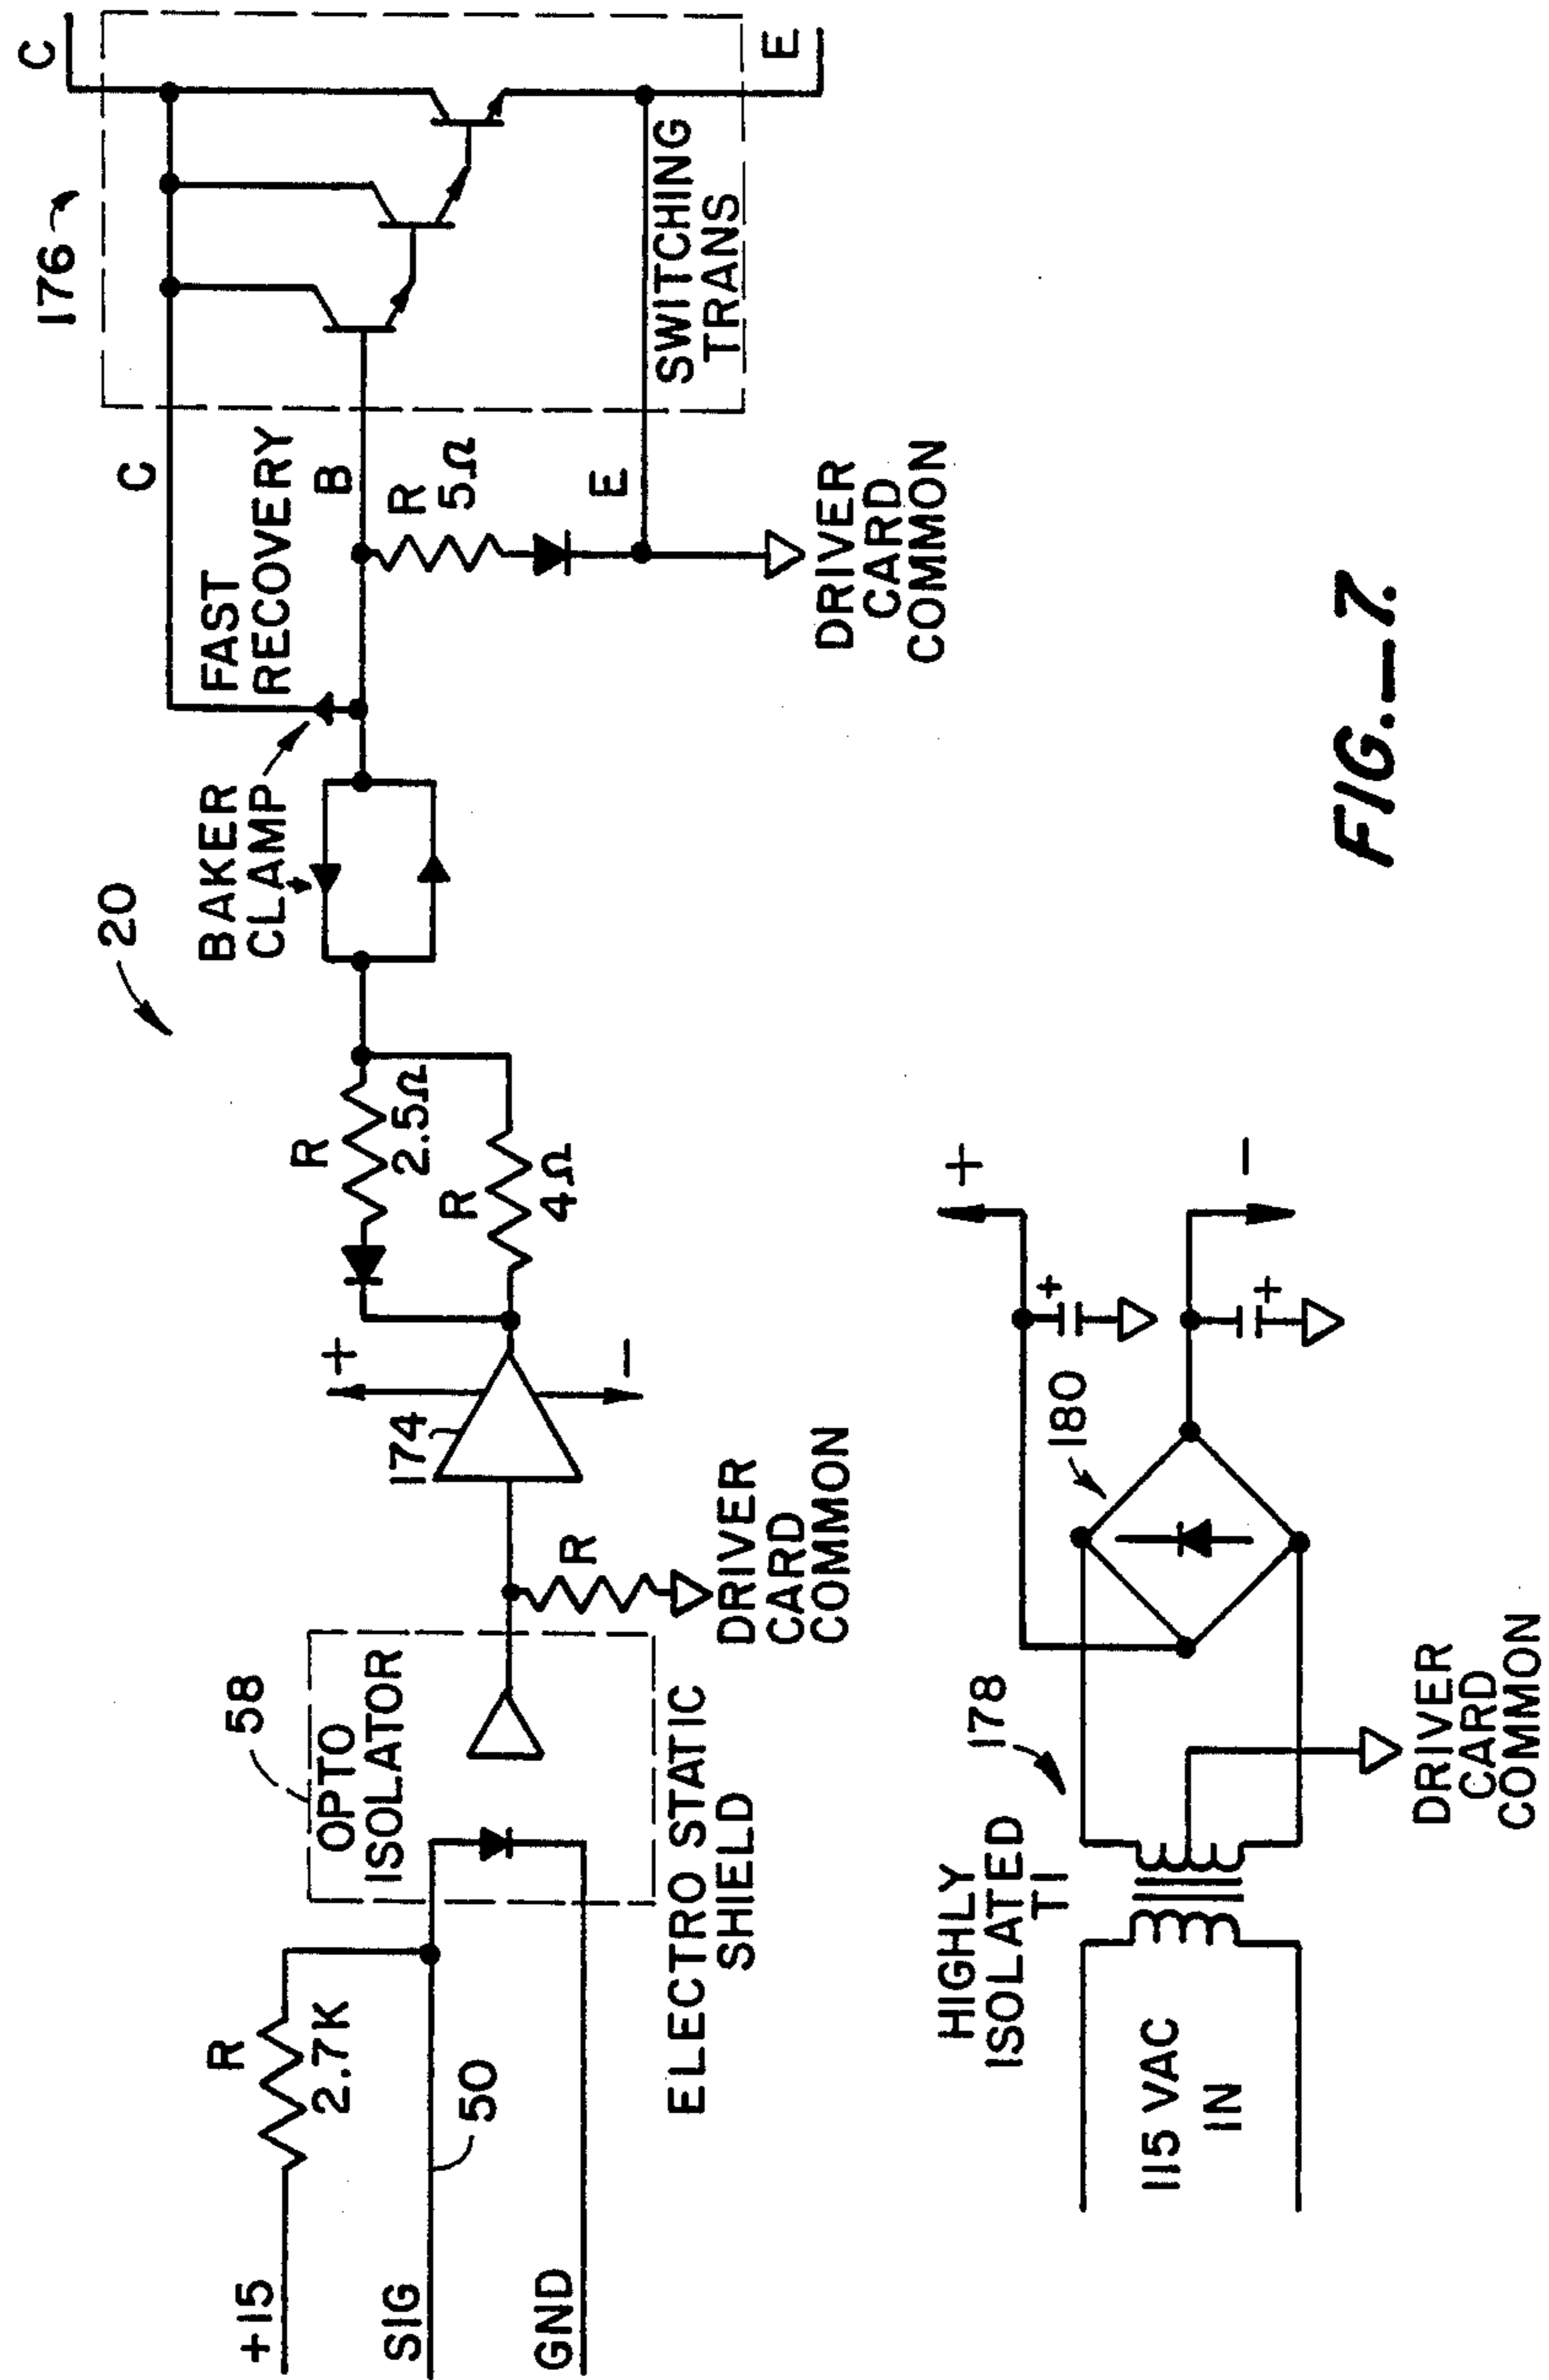 20
176
C
C
FAST
RECOVERY
BAKER
CLAMP
B
R
5Ω
E
E
SWITCHING
TRANS
DRIVER
CARD
COMMON
R
2.5Ω
R
4Ω
+
174
−
58
OPTO
ISOLATOR
R
DRIVER
CARD
COMMON
+15
R
2.7K
SIG
50
GND
ELECTRO STATIC
SHIELD
HIGHLY
ISOLATED
T1
178
115 VAC
IN
180
+
+
+
−
DRIVER
CARD
COMMON
FIG.—7.